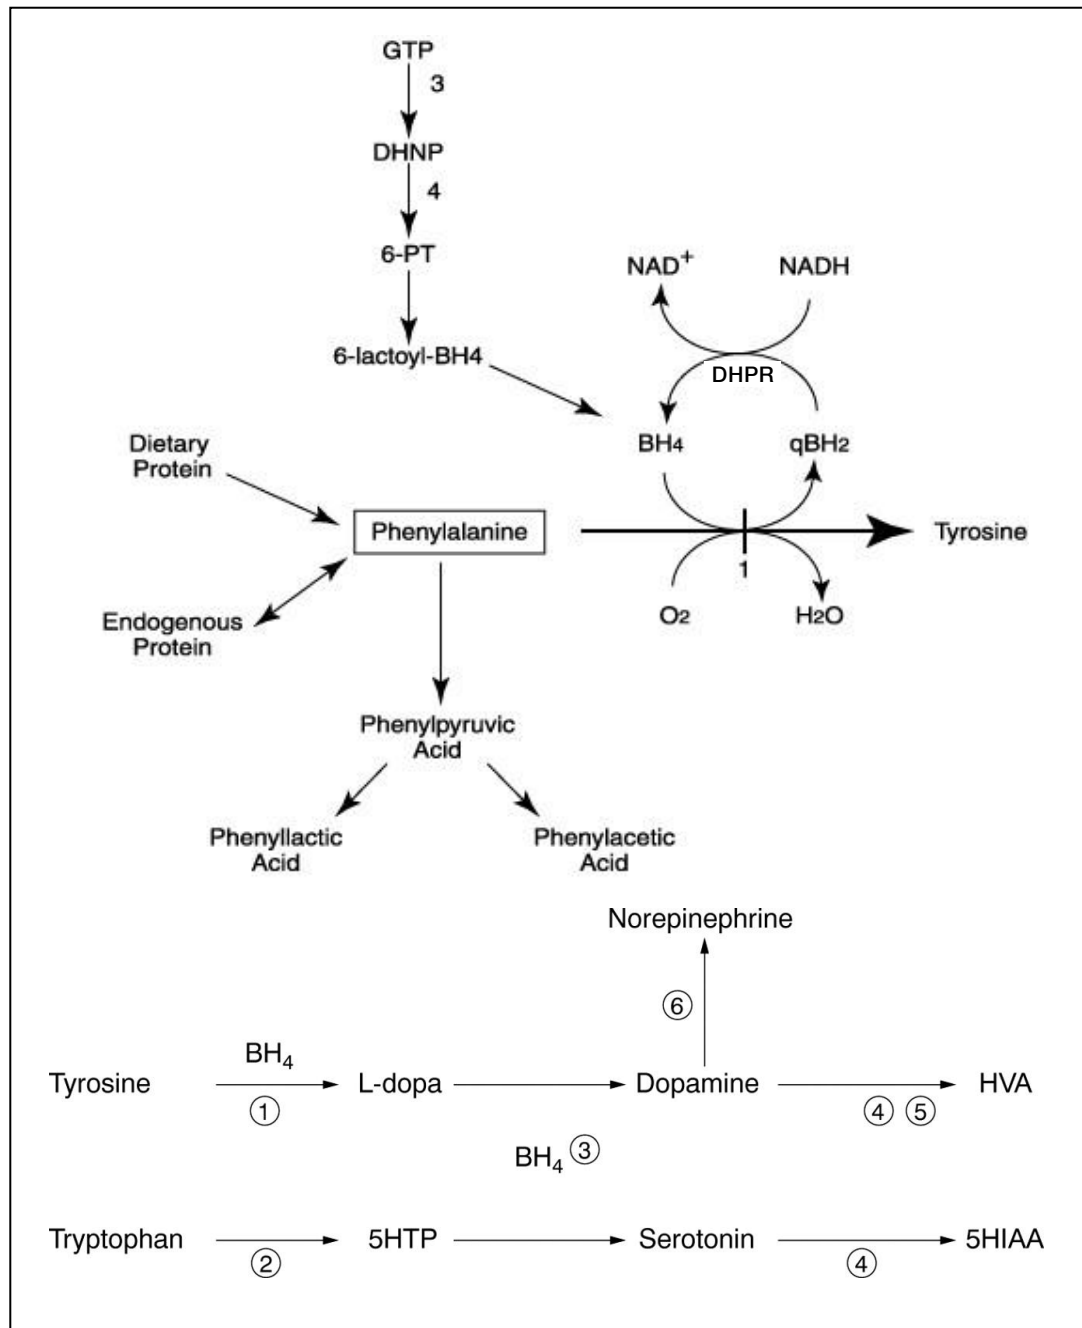 GTP
3
DHNP
4
6-PT
NAD+ NADH
6-lactoyl-BH4
DHPR
BH4 qBH2
Dietary
Protein
Phenylalanine
Tyrosine
1
O2 H2O
Endogenous
Protein
Phenylpyruvic
Acid
Phenyllactic
Acid
Phenylacetic
Acid
Norepinephrine
⑥
BH₄
Tyrosine L-dopa Dopamine HVA
① ④ ⑤
BH₄ ③
Tryptophan 5HTP Serotonin 5HIAA
② ④